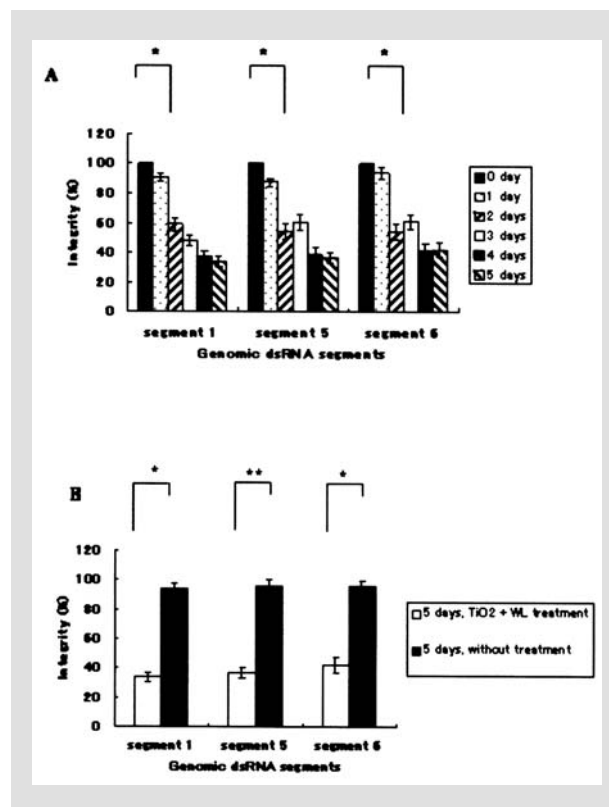 A
*
*
*
120
100
80
60
40
20
0
Integrity (%)
0 day
1 day
2 days
3 days
4 days
5 days
segment 1
segment 5
segment 6
Genomic dsRNA segments
B
*
**
*
120
100
80
60
40
20
0
Integrity (%)
5 days, TiO2 + WL treatment
5 days, without treatment
segment 1
segment 5
segment 6
Genomic dsRNA segments